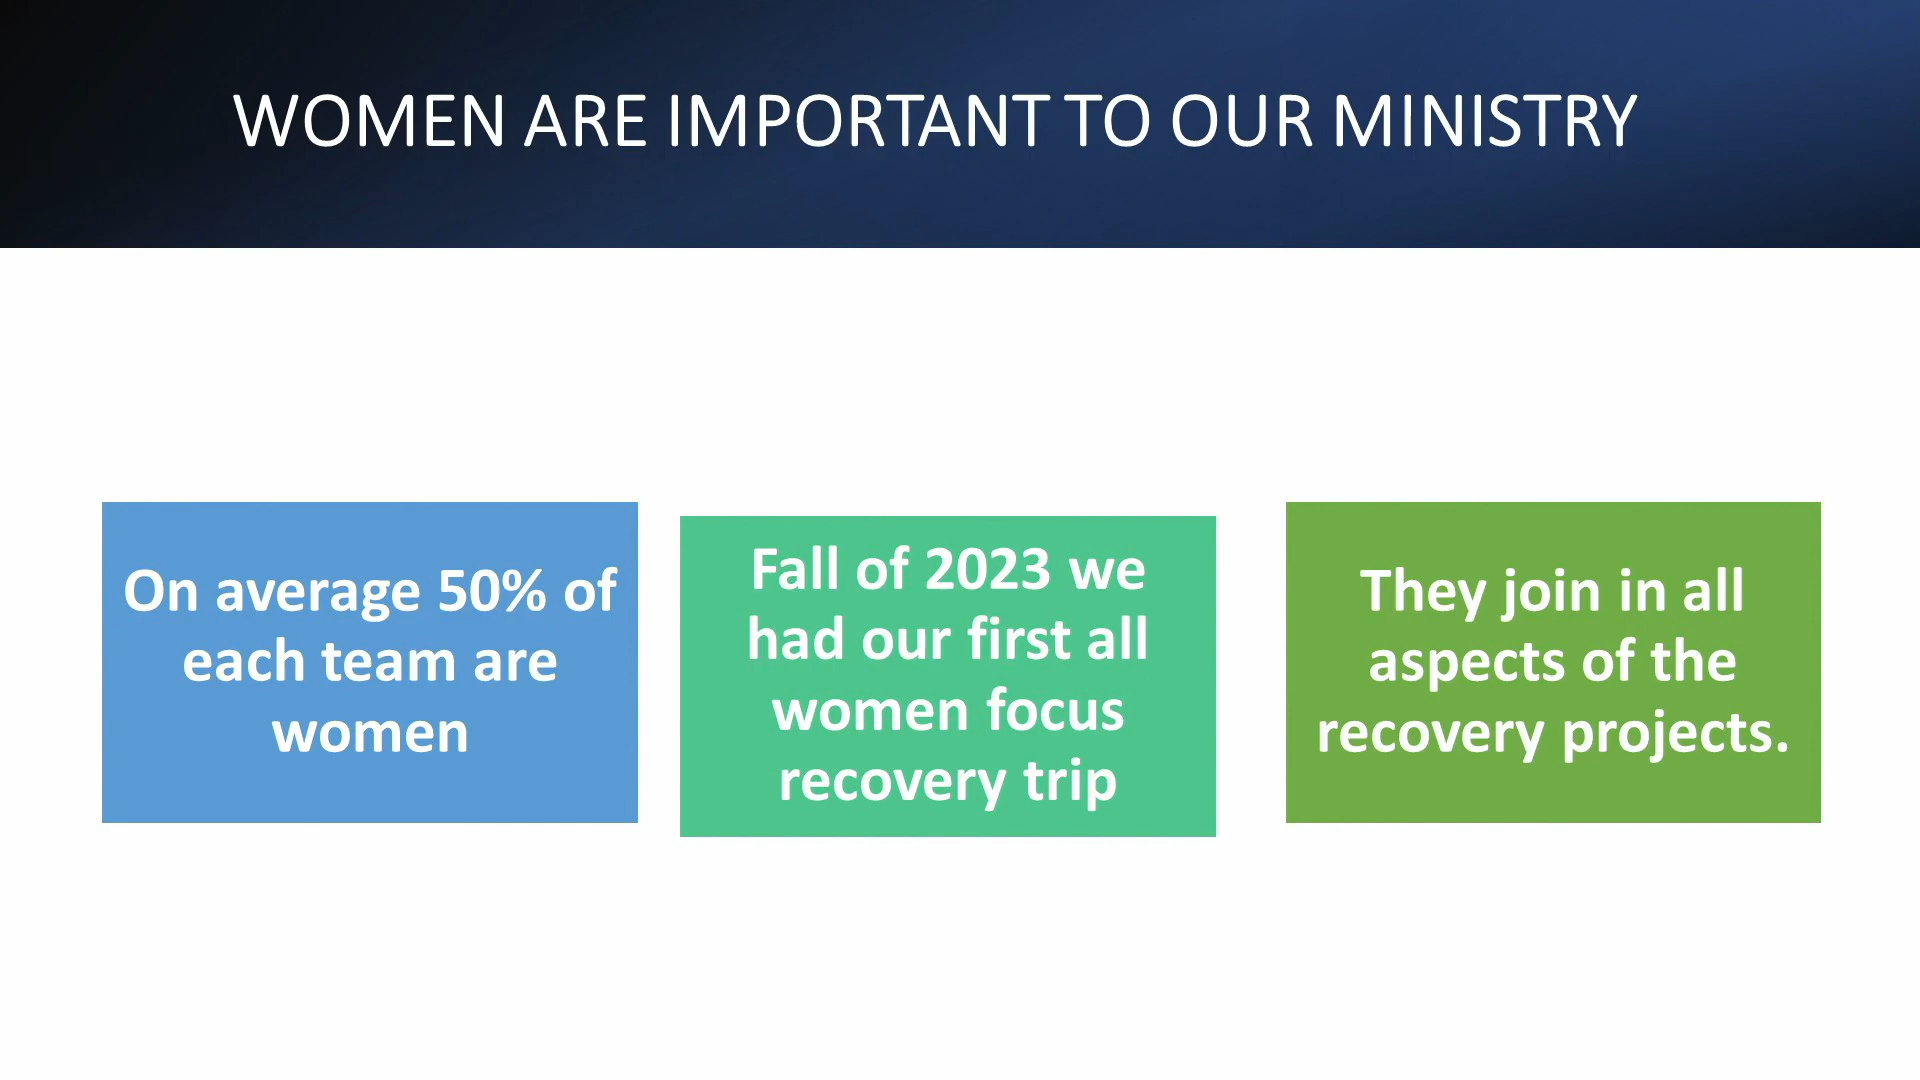 WOMEN ARE IMPORTANT TO OUR MINISTRY
On average 50% of
each team are
women
Fall of 2023 we
had our first all
women focus
recovery trip
They join in all
aspects of the
recovery projects.